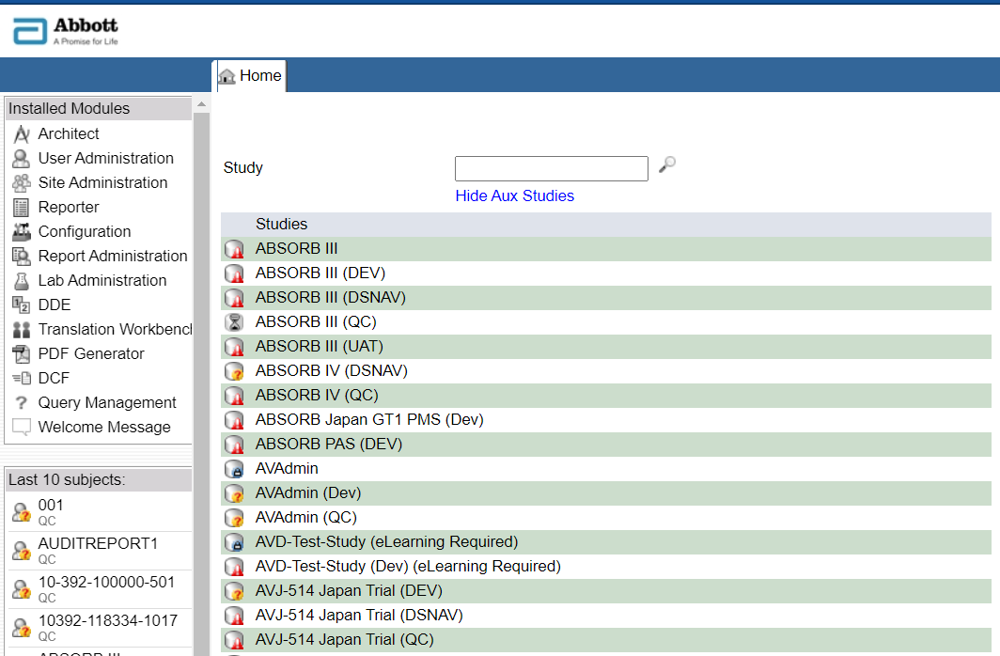 Abbott
A Promise for Life
Home
Installed Modules
Architect
User Administration
Site Administration
Reporter
Configuration
Report Administration
Lab Administration
DDE
Translation Workbencl
PDF Generator
DCF
Query Management
Welcome Message
Last 10 subjects:
001
QC
AUDITREPORT1
QC
10-392-100000-501
QC
10392-118334-1017
QC
Study
Hide Aux Studies
Studies
ABSORB III
ABSORB III (DEV)
ABSORB III (DSNAV)
ABSORB III (QC)
ABSORB III (UAT)
ABSORB IV (DSNAV)
ABSORB IV (QC)
ABSORB Japan GT1 PMS (Dev)
ABSORB PAS (DEV)
AVAdmin
AVAdmin (Dev)
AVAdmin (QC)
AVD-Test-Study (eLearning Required)
AVD-Test-Study (Dev) (eLearning Required)
AVJ-514 Japan Trial (DEV)
AVJ-514 Japan Trial (DSNAV)
AVJ-514 Japan Trial (QC)